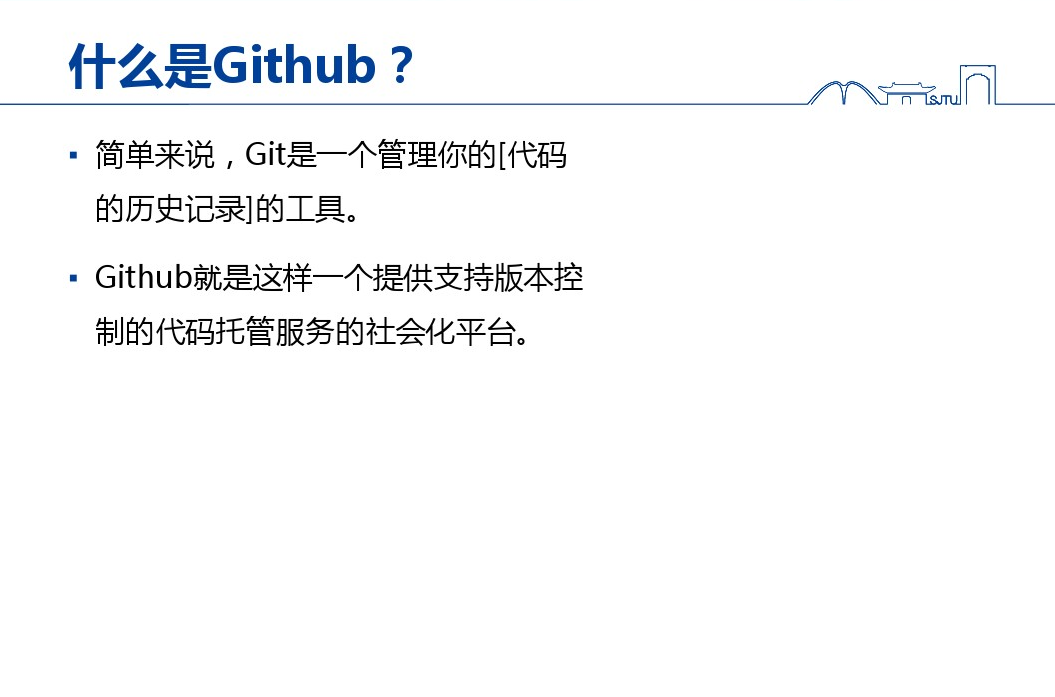 什么是Github？
SJTU
▪ 简单来说，Git是一个管理你的[代码
的历史记录]的工具。
▪ Github就是这样一个提供支持版本控
制的代码托管服务的社会化平台。